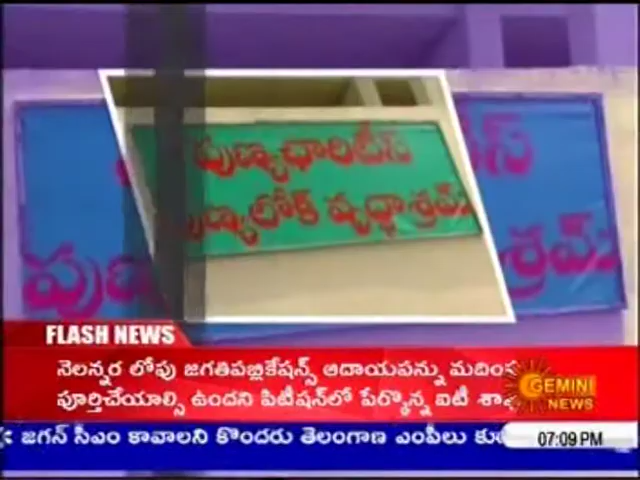 పుణ్యఛారిటీస్
పుణ్యలోక్ వృద్ధాశ్రమ్
FLASH NEWS
నెలన్నర లోపు జగతిపబ్లికేషన్స్ ఆదాయపన్ను మదింపు
పూర్తిచేయాల్సి ఉందని పిటీషన్‌లో పేర్కొన్న ఐటీ
GEMINI
NEWS
జగన్ సీఎం కావాలని కొందరు తెలంగాణ ఎంపీలు
07:09 PM